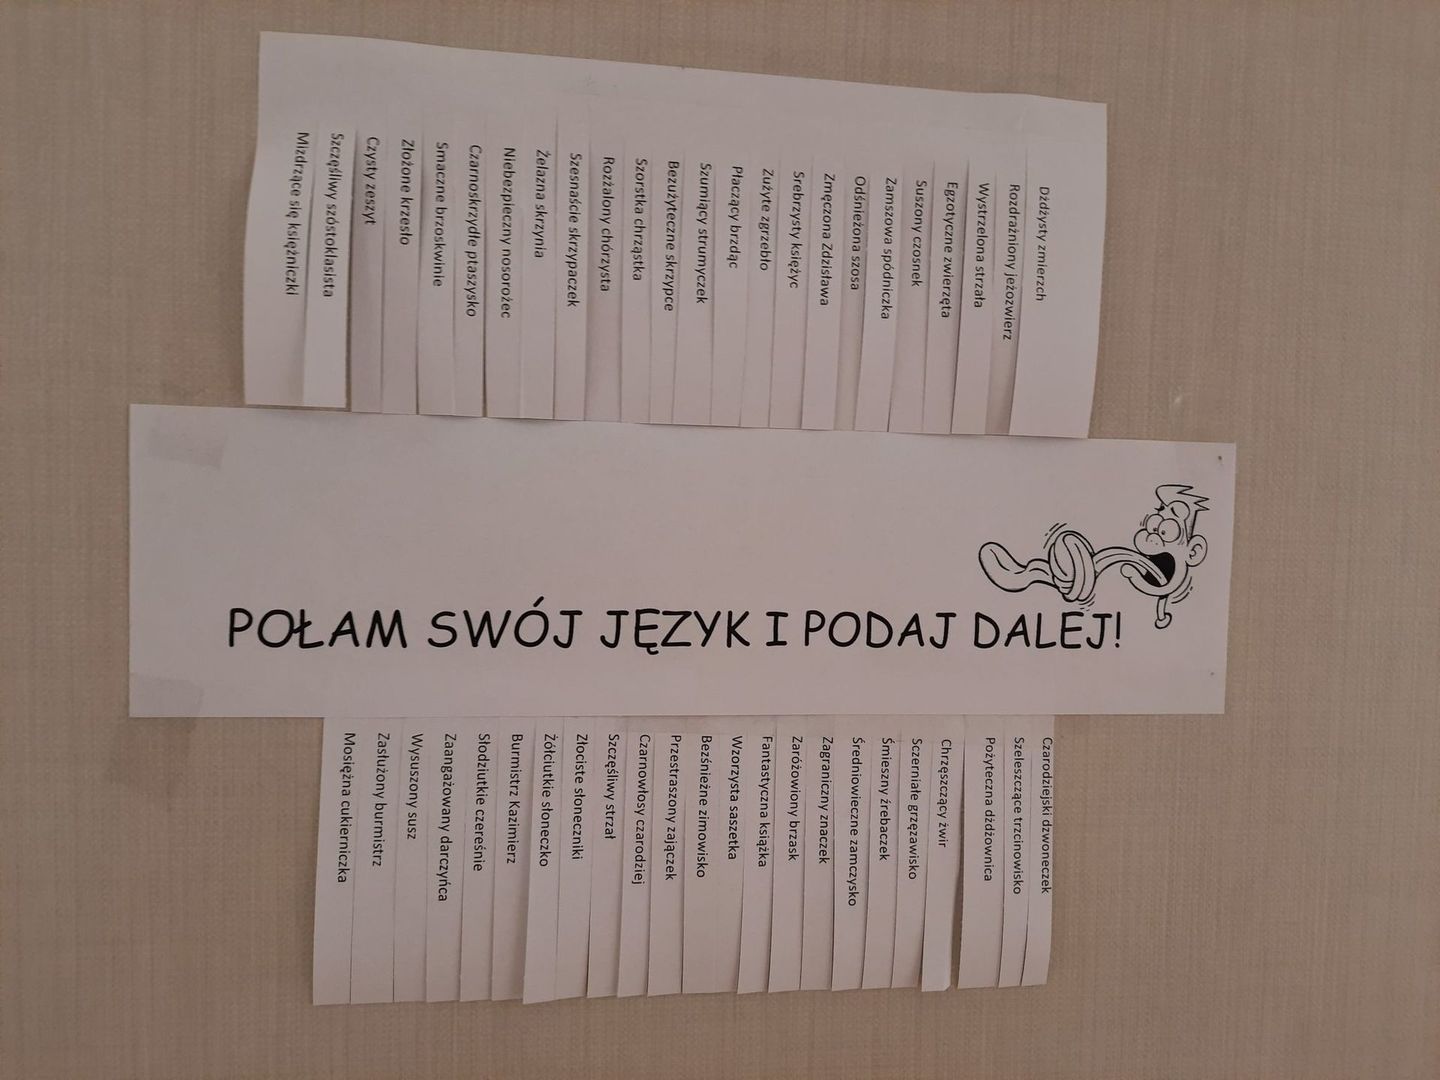 Mizdrzące się księżniczki
Szczęśliwy szóstoklasista
Czysty zeszyt
Złożone krzesło
Smaczne brzoskwinie
Czarnoskrzydłe ptaszysko
Niebezpieczny nosorożec
Żelazna skrzynia
Szesnaście skrzypaczek
Rozżalony chórzysta
Szorstka chrząstka
Bezużyteczne skrzypce
Szumiący strumyczek
Płaczący brzdąc
Zużyte zgrzebło
Srebrzysty księżyc
Zmęczona Zdzisława
Odśnieżona szosa
Zamszowa spódniczka
Suszony czosnek
Egzotyczne zwierzęta
Wystrzelona strzała
Rozdrażniony jeżozwierz
Dżdżysty zmierzch
POŁAM SWÓJ JĘZYK I PODAJ DALEJ!
Mosiężna cukierniczka
Zasłużony burmistrz
Wysuszony susz
Zaangażowany darczyńca
Słodziutkie czereśnie
Burmistrz Kazimierz
Żółciutkie słoneczko
Złociste słoneczniki
Szczęśliwy strzał
Czarnowłosy czarodziej
Przestraszony zajączek
Bezśnieżne zimowisko
Wzorzysta saszetka
Fantastyczna książka
Zaróżowiony brzask
Zagraniczny znaczek
Średniowieczne zamczysko
Śmieszny źrebaczek
Sczerniałe grzęzawisko
Chrzęszczący żwir
Pożyteczna dżdżownica
Szeleszczące trzcinowisko
Czarodziejski dzwoneczek